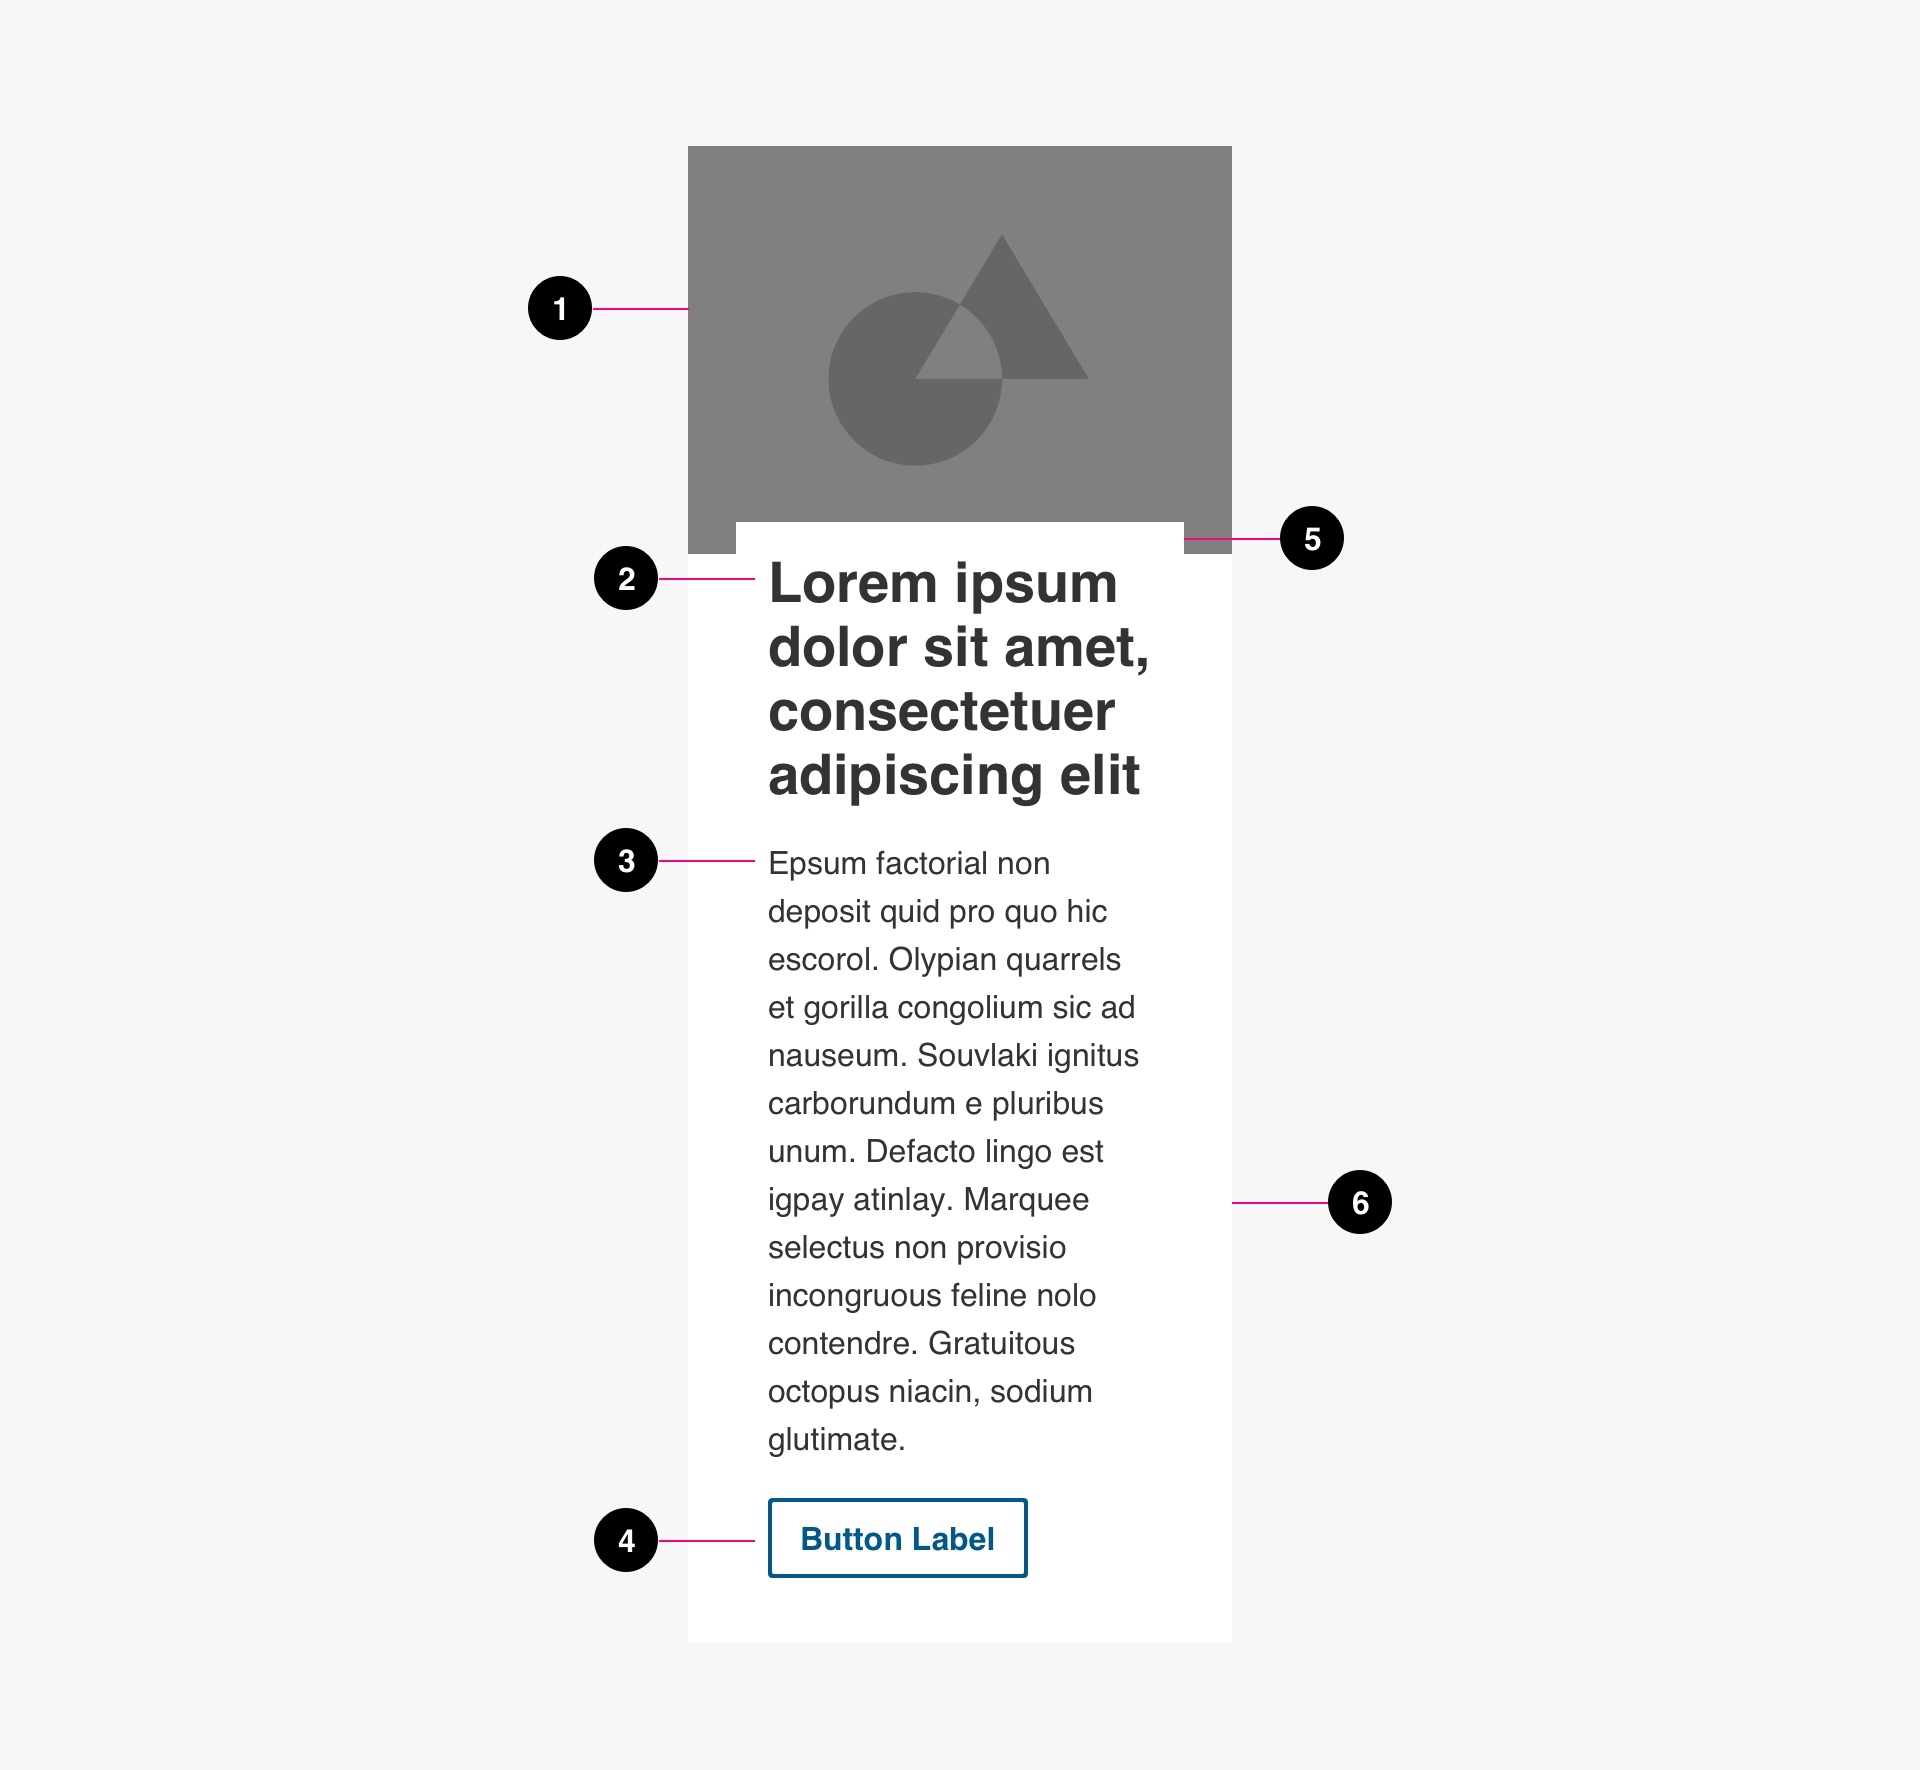 1
5
2
Lorem ipsum
dolor sit amet,
consectetuer
adipiscing elit
3
Epsum factorial non
deposit quid pro quo hic
escorol. Olypian quarrels
et gorilla congolium sic ad
nauseum. Souvlaki ignitus
carborundum e pluribus
unum. Defacto lingo est
igpay atinlay. Marquee
6
selectus non provisio
incongruous feline nolo
contendre. Gratuitous
octopus niacin, sodium
glutimate.
4
Button Label